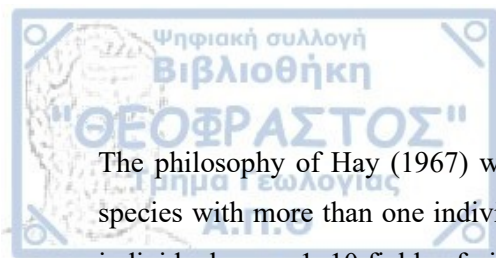 Ψηφιακή συλλογή
Βιβλιοθήκη
"ΘΕΟΦΡΑΣΤΟΣ"
The philosophy of Hay (1967) w
Τμήμα Γεωλογίας
species with more than one indivi
Α.Π.Θ